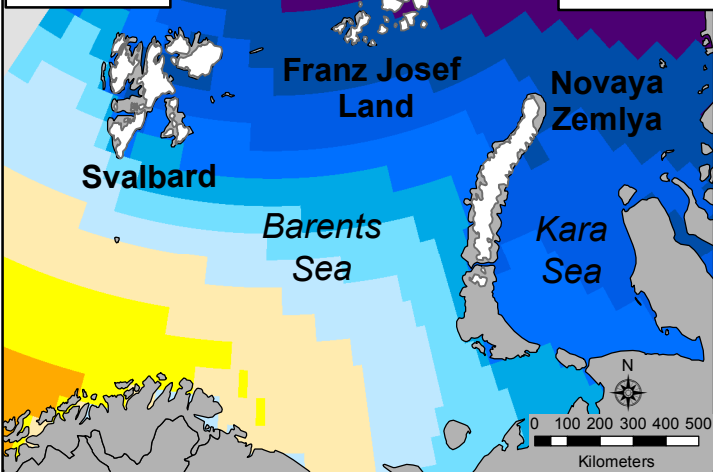 Franz Josef
Land
Novaya
Zemlya
Svalbard
Barents
Sea
Kara
Sea
N
0 100 200 300 400 500
Kilometers